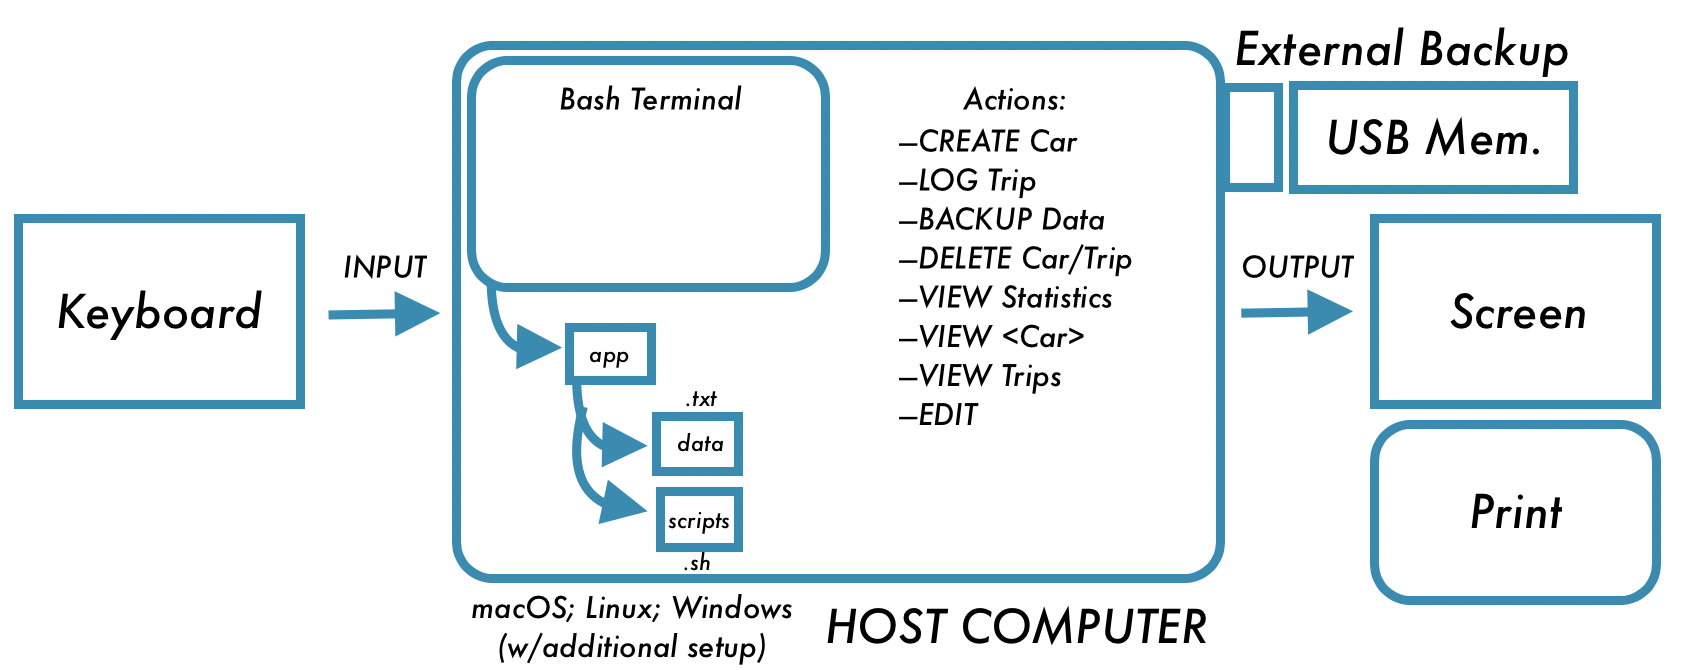 External Backup
USB Mem.
Bash Terminal
Actions:
–CREATE Car
–LOG Trip
–BACKUP Data
–DELETE Car/Trip
–VIEW Statistics
–VIEW <Car>
–VIEW Trips
–EDIT
Keyboard
INPUT
app
.txt
data
scripts
.sh
OUTPUT
Screen
Print
macOS; Linux; Windows
(w/additional setup)
HOST COMPUTER